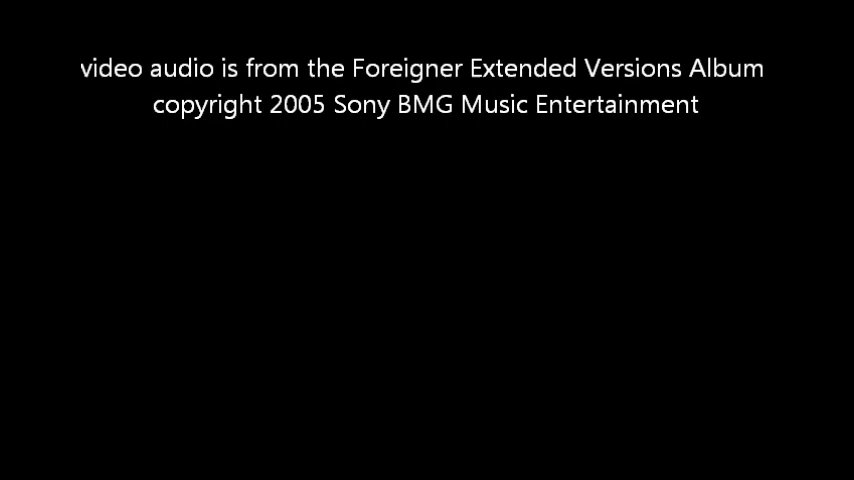 video audio is from the Foreigner Extended Versions Album
copyright 2005 Sony BMG Music Entertainment